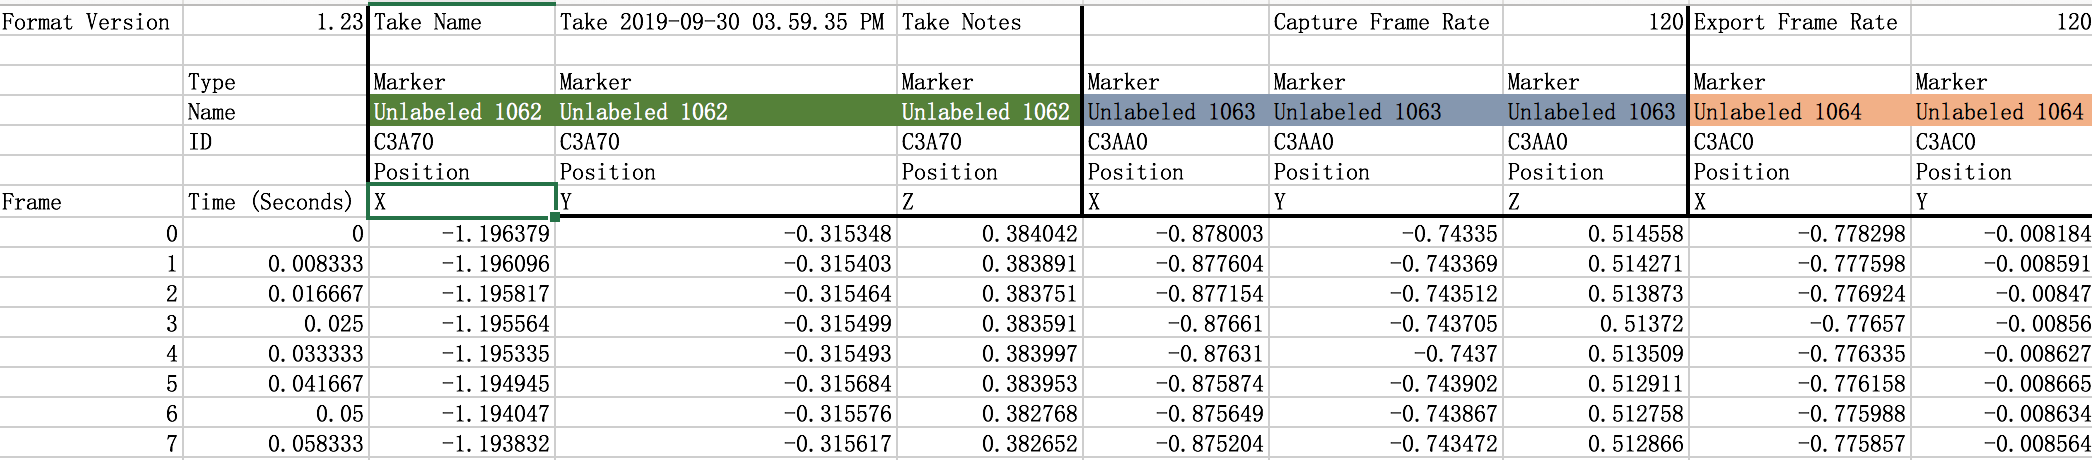 Format Version 1.23 Take Name Take 2019-09-30 03.59.35 PM Take Notes Capture Frame Rate 120 Export Frame Rate 120
Type Marker Marker Marker Marker Marker Marker Marker Marker
Name Unlabeled 1062 Unlabeled 1062 Unlabeled 1062 Unlabeled 1063 Unlabeled 1063 Unlabeled 1063 Unlabeled 1064 Unlabeled 1064
ID C3A70 C3A70 C3A70 C3AA0 C3AA0 C3AA0 C3AC0 C3AC0
Position Position Position Position Position Position Position Position
Frame Time (Seconds) X Y Z X Y Z X Y
0 0 -1.196379 -0.315348 0.384042 -0.878003 -0.74335 0.514558 -0.778298 -0.008184
1 0.008333 -1.196096 -0.315403 0.383891 -0.877604 -0.743369 0.514271 -0.777598 -0.008591
2 0.016667 -1.195817 -0.315464 0.383751 -0.877154 -0.743512 0.513873 -0.776924 -0.00847
3 0.025 -1.195564 -0.315499 0.383591 -0.87661 -0.743705 0.51372 -0.77657 -0.00856
4 0.033333 -1.195335 -0.315493 0.383997 -0.87631 -0.7437 0.513509 -0.776335 -0.008627
5 0.041667 -1.194945 -0.315684 0.383953 -0.875874 -0.743902 0.512911 -0.776158 -0.008665
6 0.05 -1.194047 -0.315576 0.382768 -0.875649 -0.743867 0.512758 -0.775988 -0.008634
7 0.058333 -1.193832 -0.315617 0.382652 -0.875204 -0.743472 0.512866 -0.775857 -0.008564